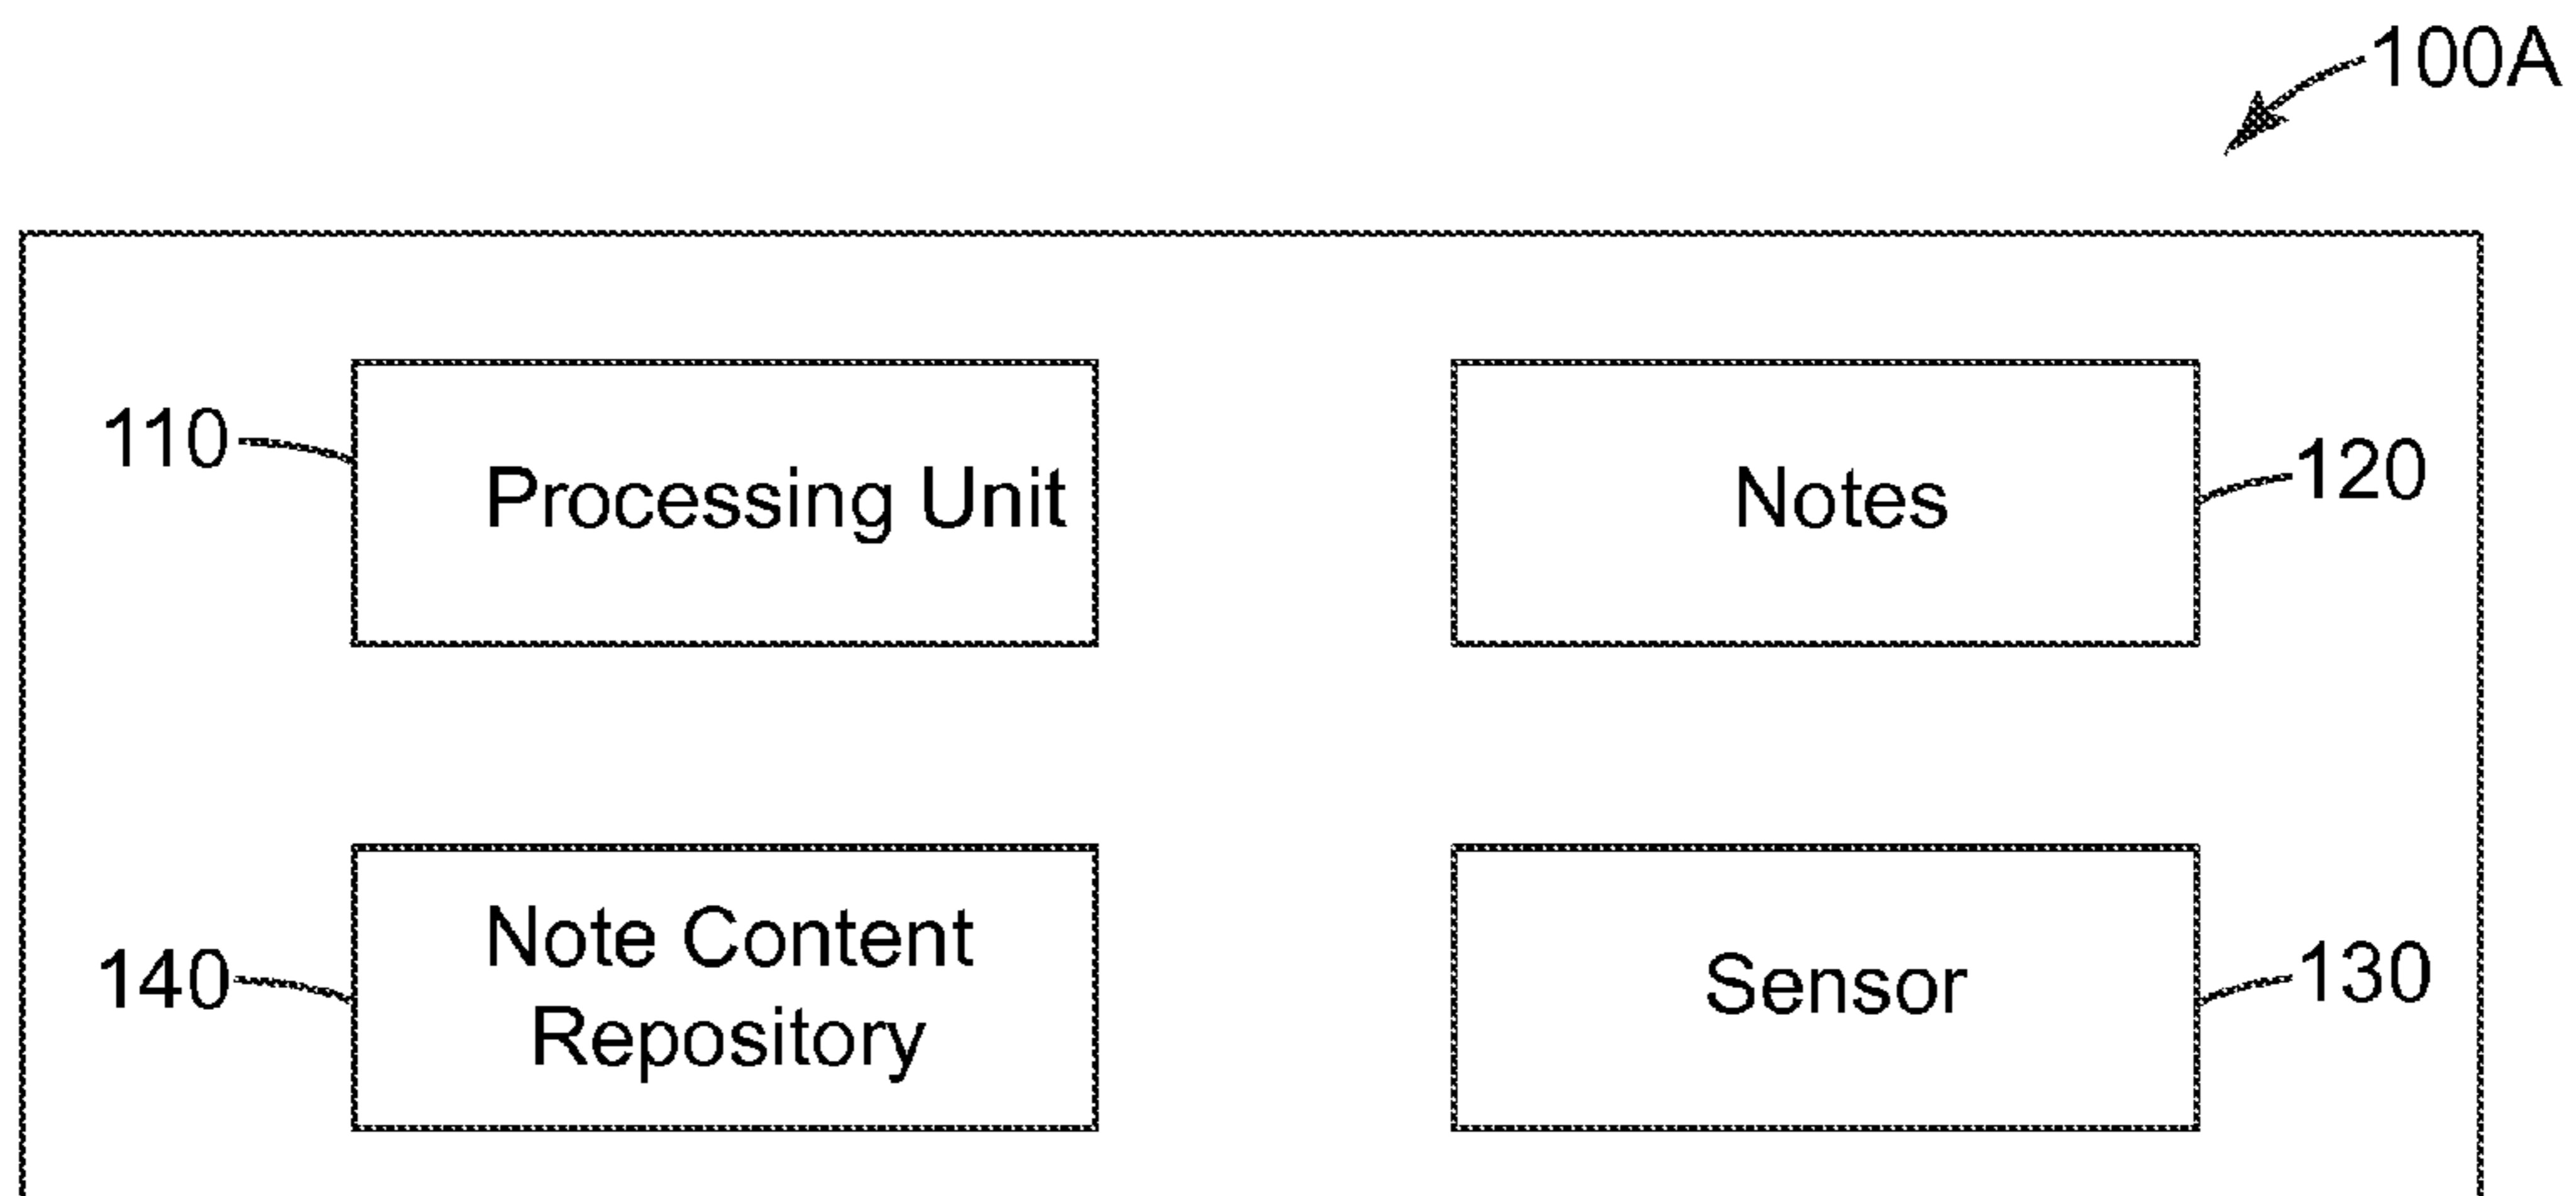 100A
110
Processing Unit
Notes
120
140
Note Content
Repository
Sensor
130